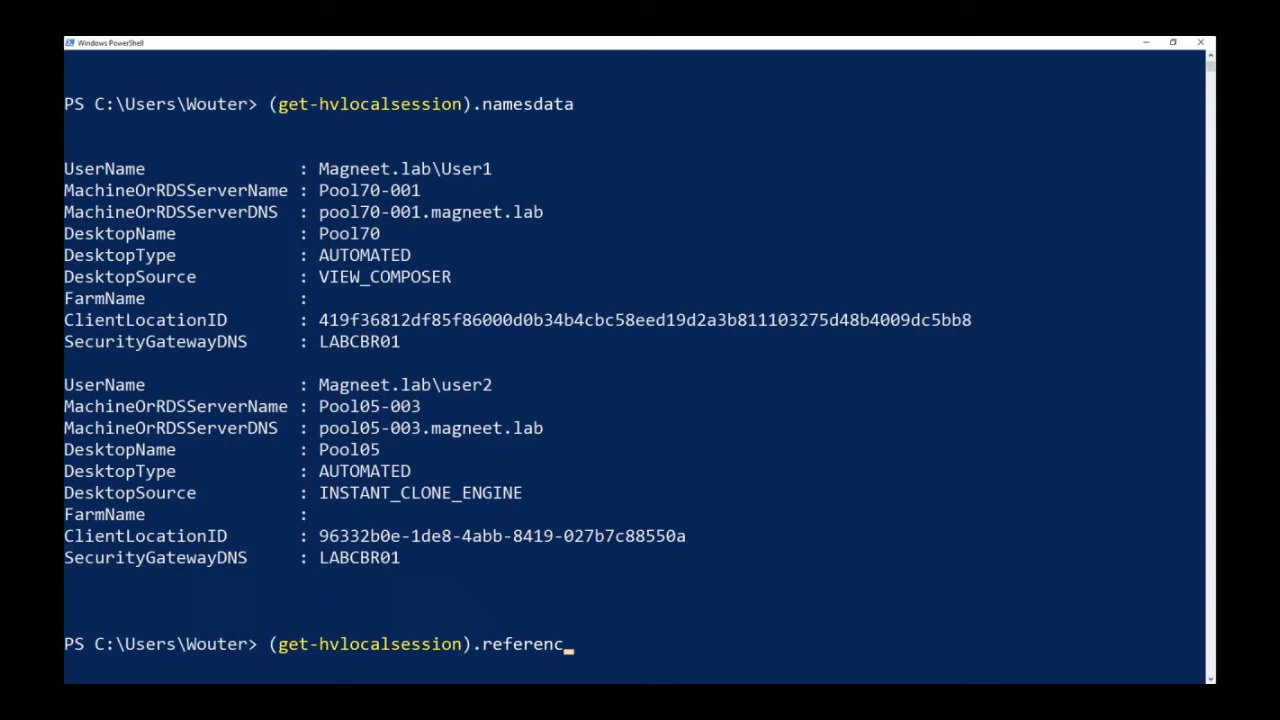 Windows PowerShell
PS C:\Users\Wouter> (get-hvlocalsession).namesdata
UserName : Magneet.lab\User1
MachineOrRDSServerName : Pool70-001
MachineOrRDSServerDNS : pool70-001.magneet.lab
DesktopName : Pool70
DesktopType : AUTOMATED
DesktopSource : VIEW_COMPOSER
FarmName :
ClientLocationID : 419f36812df85f86000d0b34b4cbc58eed19d2a3b811103275d48b4009dc5bb8
SecurityGatewayDNS : LABCBR01
UserName : Magneet.lab\user2
MachineOrRDSServerName : Pool05-003
MachineOrRDSServerDNS : pool05-003.magneet.lab
DesktopName : Pool05
DesktopType : AUTOMATED
DesktopSource : INSTANT_CLONE_ENGINE
FarmName :
ClientLocationID : 96332b0e-1de8-4abb-8419-027b7c88550a
SecurityGatewayDNS : LABCBR01
PS C:\Users\Wouter> (get-hvlocalsession).referenc